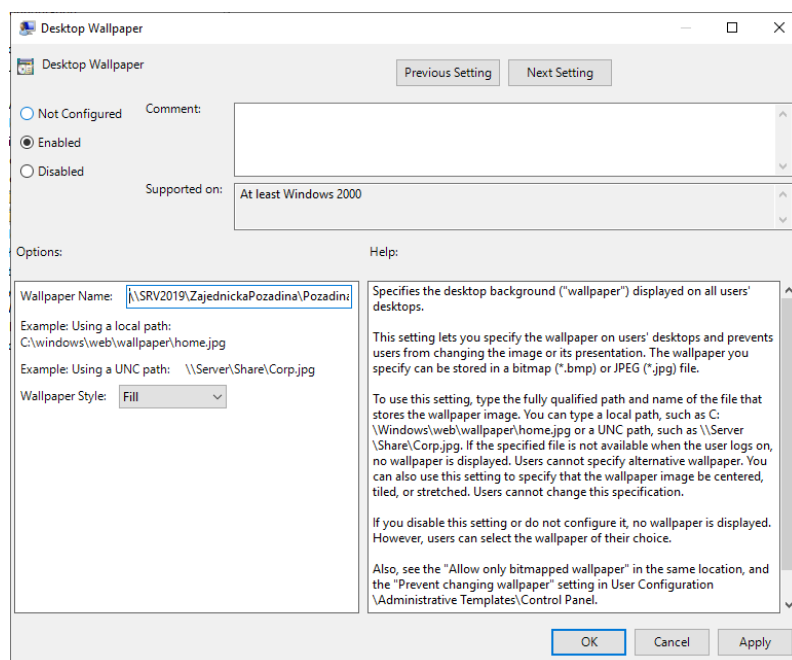 Desktop Wallpaper
Desktop Wallpaper
Previous Setting
Next Setting
Not Configured
Enabled
Disabled
Comment:
Supported on:
At least Windows 2000
Options:
Help:
Wallpaper Name:
\\SRV2019\ZajednickaPozadina\Pozadina
Example: Using a local path:
C:\windows\web\wallpaper\home.jpg
Example: Using a UNC path: \\Server\Share\Corp.jpg
Wallpaper Style:
Fill
Specifies the desktop background ("wallpaper") displayed on all users'
desktops.
This setting lets you specify the wallpaper on users' desktops and prevents
users from changing the image or its presentation. The wallpaper you
specify can be stored in a bitmap (*.bmp) or JPEG (*.jpg) file.
To use this setting, type the fully qualified path and name of the file that
stores the wallpaper image. You can type a local path, such as C:
\Windows\web\wallpaper\home.jpg or a UNC path, such as \\Server
\Share\Corp.jpg. If the specified file is not available when the user logs on,
no wallpaper is displayed. Users cannot specify alternative wallpaper. You
can also use this setting to specify that the wallpaper image be centered,
tiled, or stretched. Users cannot change this specification.
If you disable this setting or do not configure it, no wallpaper is displayed.
However, users can select the wallpaper of their choice.
Also, see the "Allow only bitmapped wallpaper" in the same location, and
the "Prevent changing wallpaper" setting in User Configuration
\Administrative Templates\Control Panel.
OK
Cancel
Apply